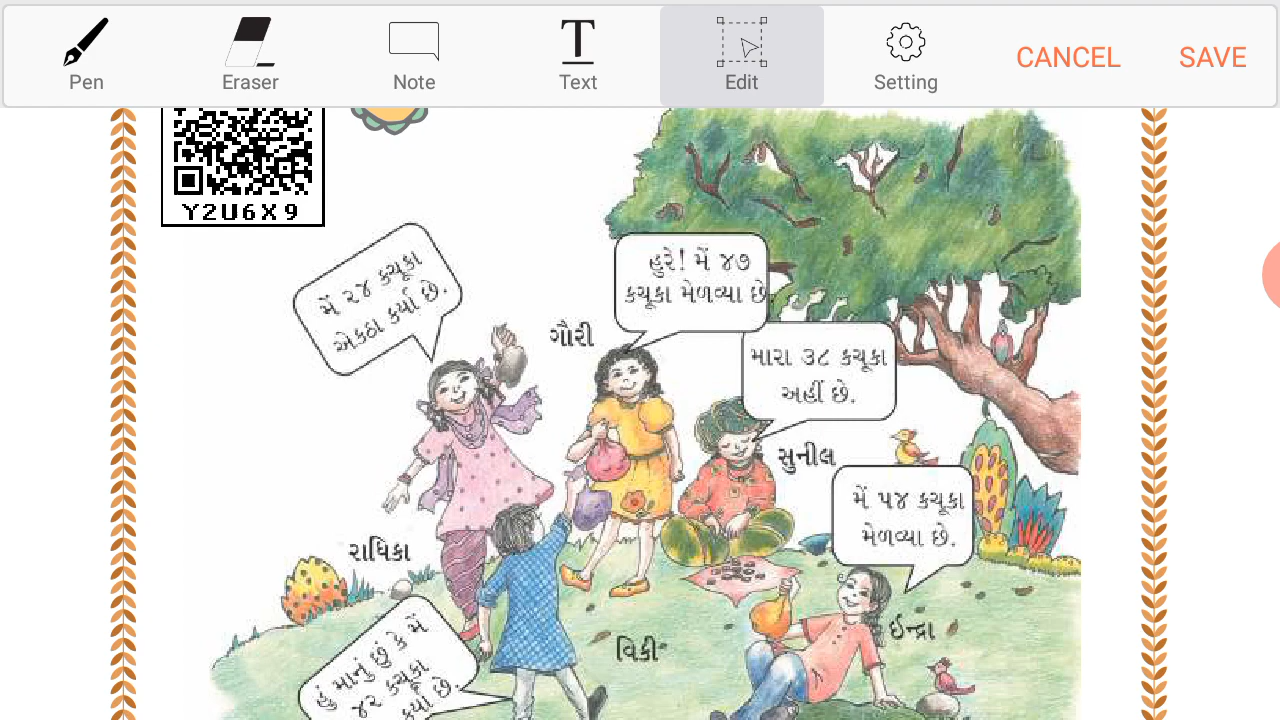 Pen
Eraser
Note
Text
Edit
Setting
CANCEL
SAVE
Y2U6X9
મેં ૨૪ કચૂકા
એકઠા કર્યા છે.
હુરે! મેં ૪૭
કચૂકા મેળવ્યા છે.
ગૌરી
મારા ૩૮ કચૂકા
અહીં છે.
સુનીલ
મેં ૫૪ કચૂકા
મેળવ્યા છે.
રાધિકા
ઈન્દ્રા
વિકી
હું માનું છું કે મેં
૪૨ કચૂકા
કર્યા છે.